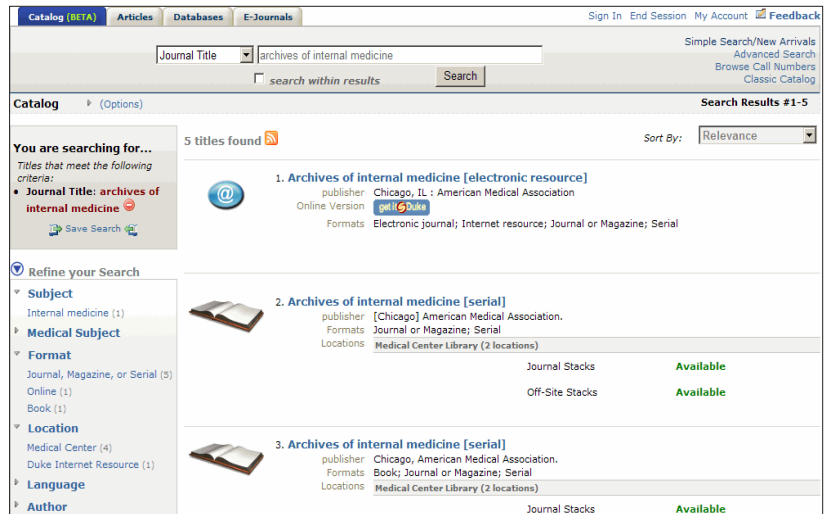 Catalog (BETA) Articles Databases E-Journals
Sign In End Session My Account Feedback
Journal Title archives of internal medicine
search within results Search
Simple Search/New Arrivals
Advanced Search
Browse Call Numbers
Classic Catalog
Catalog (Options) Search Results #1-5
You are searching for...
Titles that meet the following
criteria:
• Journal Title: archives of
internal medicine
Save Search
Refine your Search
Subject
Internal medicine (1)
Medical Subject
Format
Journal, Magazine, or Serial (5)
Online (1)
Book (1)
Location
Medical Center (4)
Duke Internet Resource (1)
Language
Author
5 titles found Sort By: Relevance
1. Archives of internal medicine [electronic resource]
publisher Chicago, IL : American Medical Association
Online Version get it@Duke
Formats Electronic journal; Internet resource; Journal or Magazine; Serial
2. Archives of internal medicine [serial]
publisher [Chicago] American Medical Association.
Formats Journal or Magazine; Serial
Locations Medical Center Library (2 locations)
Journal Stacks Available
Off-Site Stacks Available
3. Archives of internal medicine [serial]
publisher Chicago, American Medical Association.
Formats Book; Journal or Magazine; Serial
Locations Medical Center Library (2 locations)
Journal Stacks Available